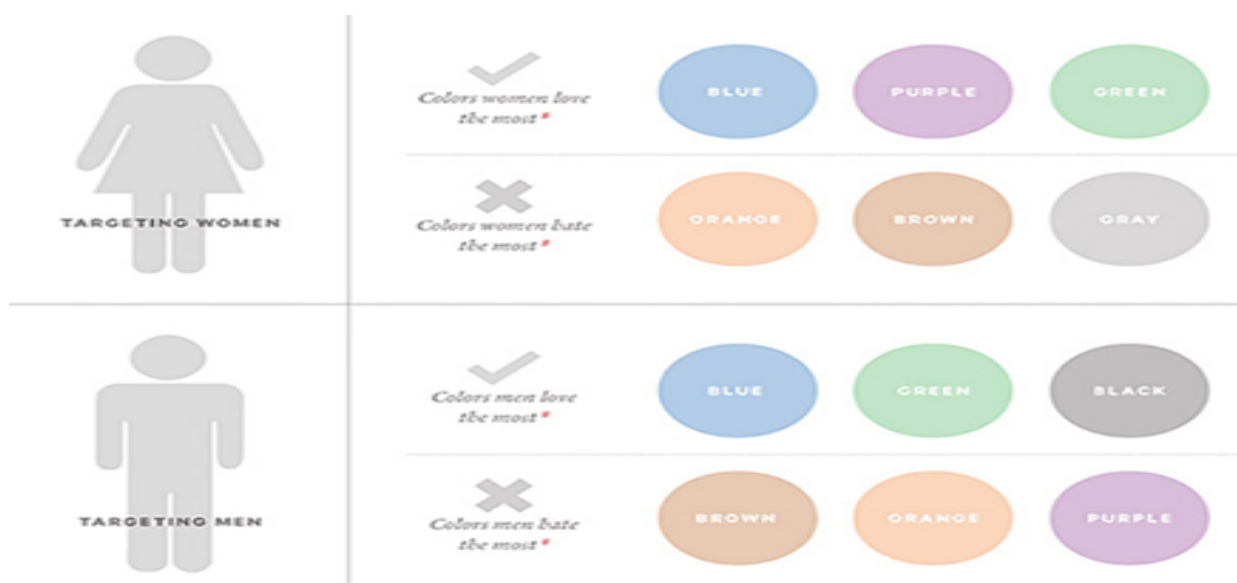 TARGETING WOMEN
Colors women love
the most*
BLUE
PURPLE
GREEN
Colors women hate
the most*
ORANGE
BROWN
GRAY
TARGETING MEN
Colors men love
the most*
BLUE
GREEN
BLACK
Colors men hate
the most*
BROWN
ORANGE
PURPLE